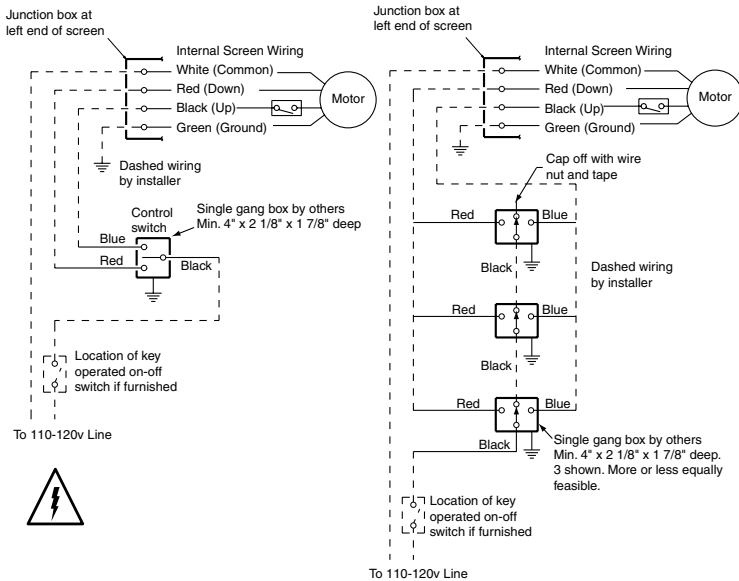 Junction box at
left end of screen
Internal Screen Wiring
White (Common)
Red (Down)
Black (Up)
Green (Ground)
Motor
Dashed wiring
by installer
Control
switch
Single gang box by others
Min. 4" x 2 1/8" x 1 7/8" deep
Blue
Red
Black
Location of key
operated on-off
switch if furnished
To 110-120v Line
Junction box at
left end of screen
Internal Screen Wiring
White (Common)
Red (Down)
Black (Up)
Green (Ground)
Motor
Cap off with wire
nut and tape
Red
Blue
Black
Dashed wiring
by installer
Red
Blue
Black
Red
Blue
Black
Single gang box by others
Min. 4" x 2 1/8" x 1 7/8" deep.
3 shown. More or less equally
feasible.
Location of key
operated on-off
switch if furnished
To 110-120v Line